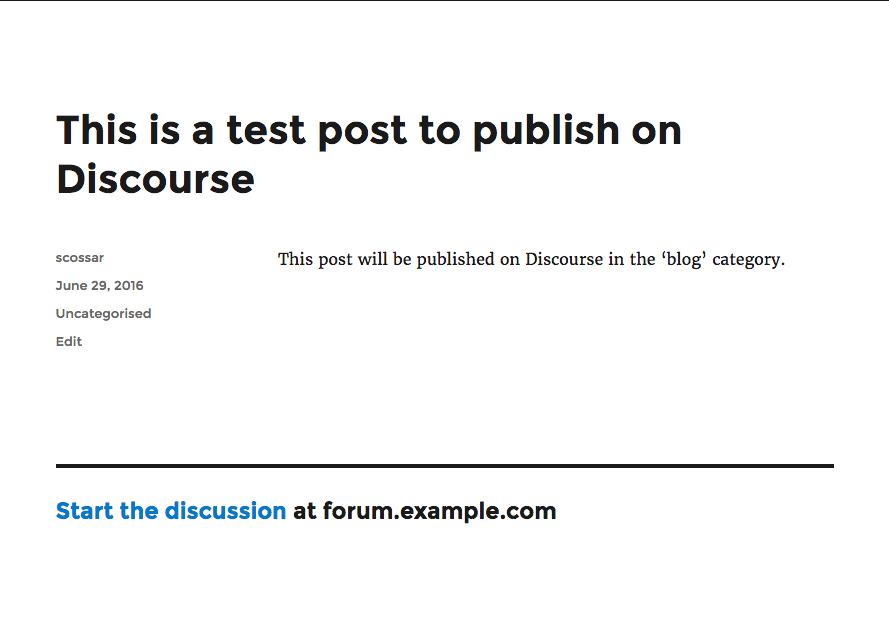 This is a test post to publish on
Discourse
scossar
June 29, 2016
Uncategorised
Edit
This post will be published on Discourse in the ‘blog’ category.
Start the discussion at forum.example.com